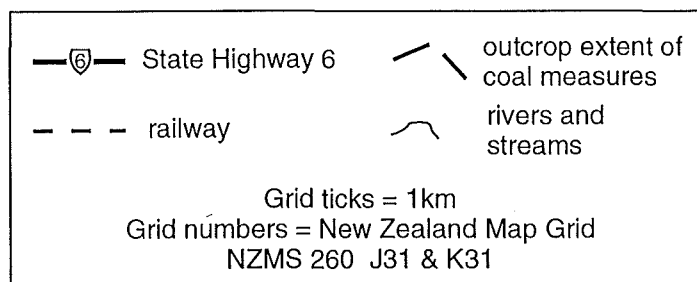 6 State Highway 6
outcrop extent of
coal measures
railway
rivers and
streams
Grid ticks = 1km
Grid numbers = New Zealand Map Grid
NZMS 260 J31 & K31